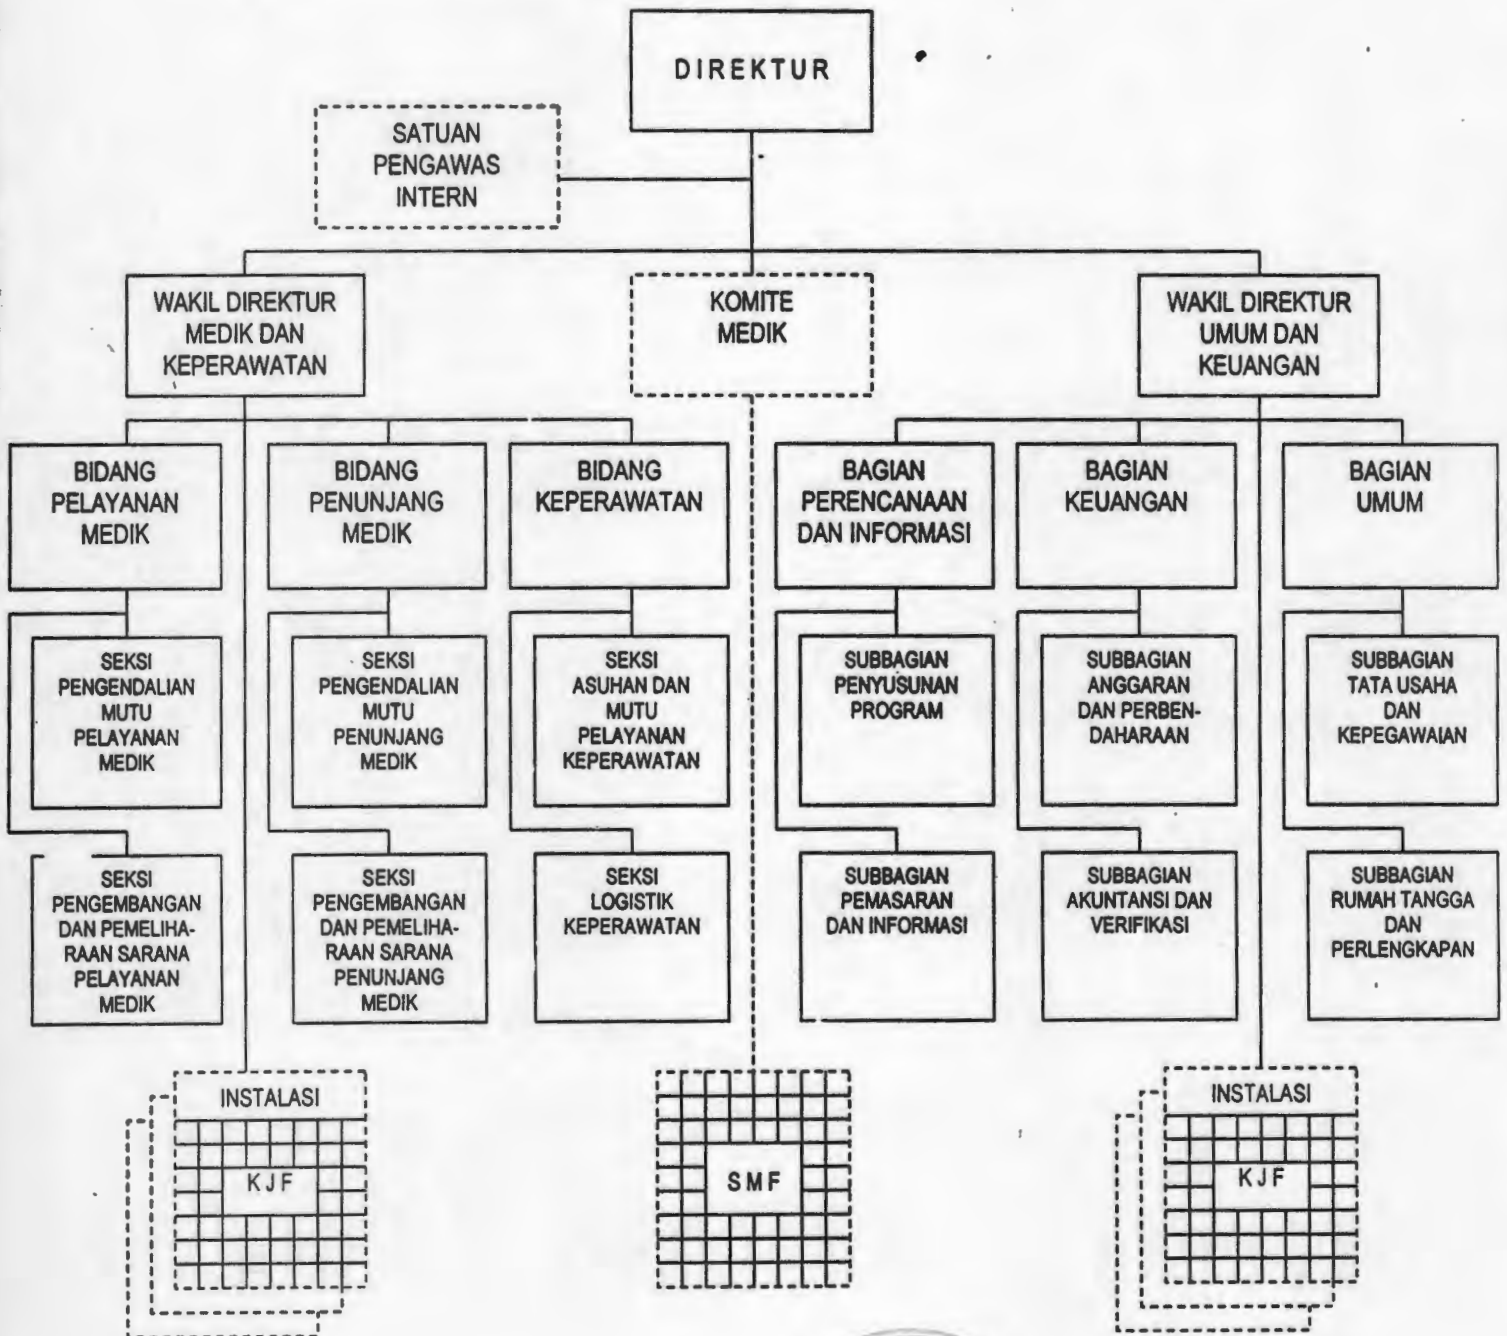 DIREKTUR
SATUAN
PENGAWAS
INTERN
WAKIL DIREKTUR
MEDIK DAN
KEPERAWATAN
KOMITE
MEDIK
WAKIL DIREKTUR
UMUM DAN
KEUANGAN
BIDANG
PELAYANAN
MEDIK
BIDANG
PENUNJANG
MEDIK
BIDANG
KEPERAWATAN
BAGIAN
PERENCANAAN
DAN INFORMASI
BAGIAN
KEUANGAN
BAGIAN
UMUM
SEKSI
PENGENDALIAN
MUTU
PELAYANAN
MEDIK
SEKSI
PENGENDALIAN
MUTU
PENUNJANG
MEDIK
SEKSI
ASUHAN DAN
MUTU
PELAYANAN
KEPERAWATAN
SUBBAGIAN
PENYUSUNAN
PROGRAM
SUBBAGIAN
ANGGARAN
DAN PERBEN-
DAHARAAN
SUBBAGIAN
TATA USAHA
DAN
KEPEGAWAIAN
SEKSI
PENGEMBANGAN
DAN PEMELIHA-
RAAN SARANA
PELAYANAN
MEDIK
SEKSI
PENGEMBANGAN
DAN PEMELIHA-
RAAN SARANA
PENUNJANG
MEDIK
SEKSI
LOGISTIK
KEPERAWATAN
SUBBAGIAN
PEMASARAN
DAN INFORMASI
SUBBAGIAN
AKUNTANSI DAN
VERIFIKASI
SUBBAGIAN
RUMAH TANGGA
DAN
PERLENGKAPAN
INSTALASI
KJF
SMF
INSTALASI
KJF